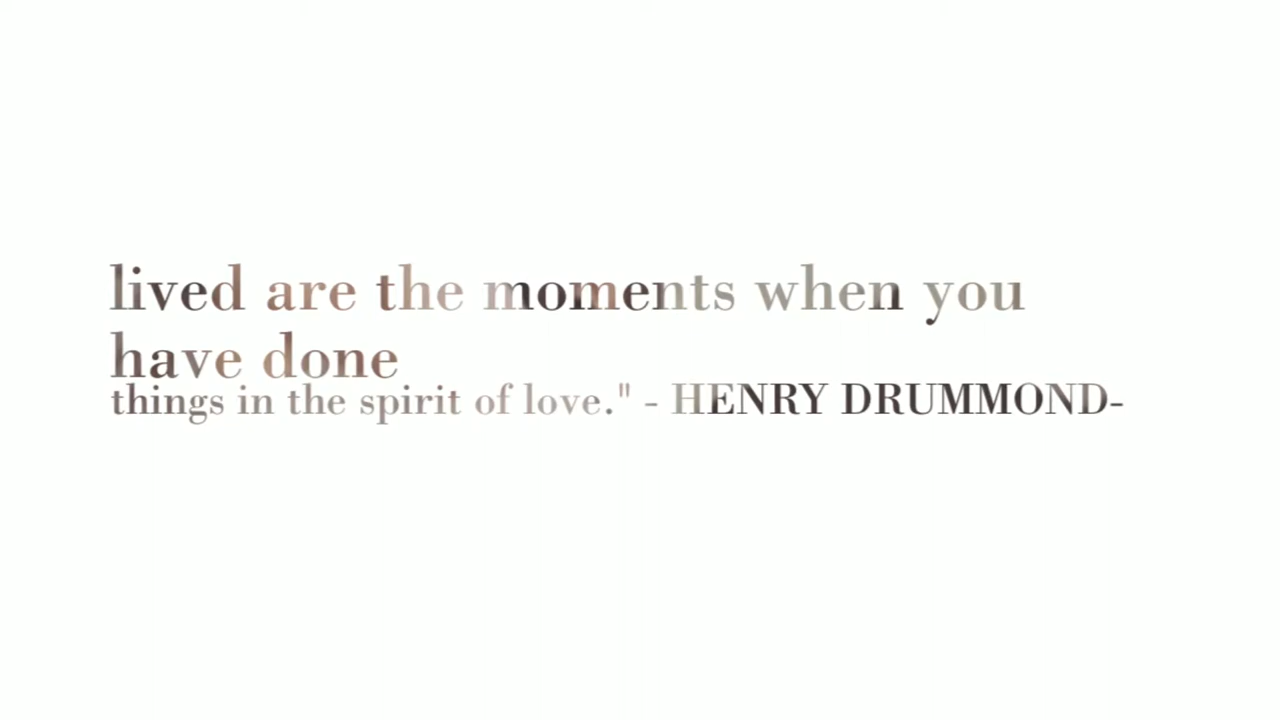 lived are the moments when you
have done
things in the spirit of love." - HENRY DRUMMOND-